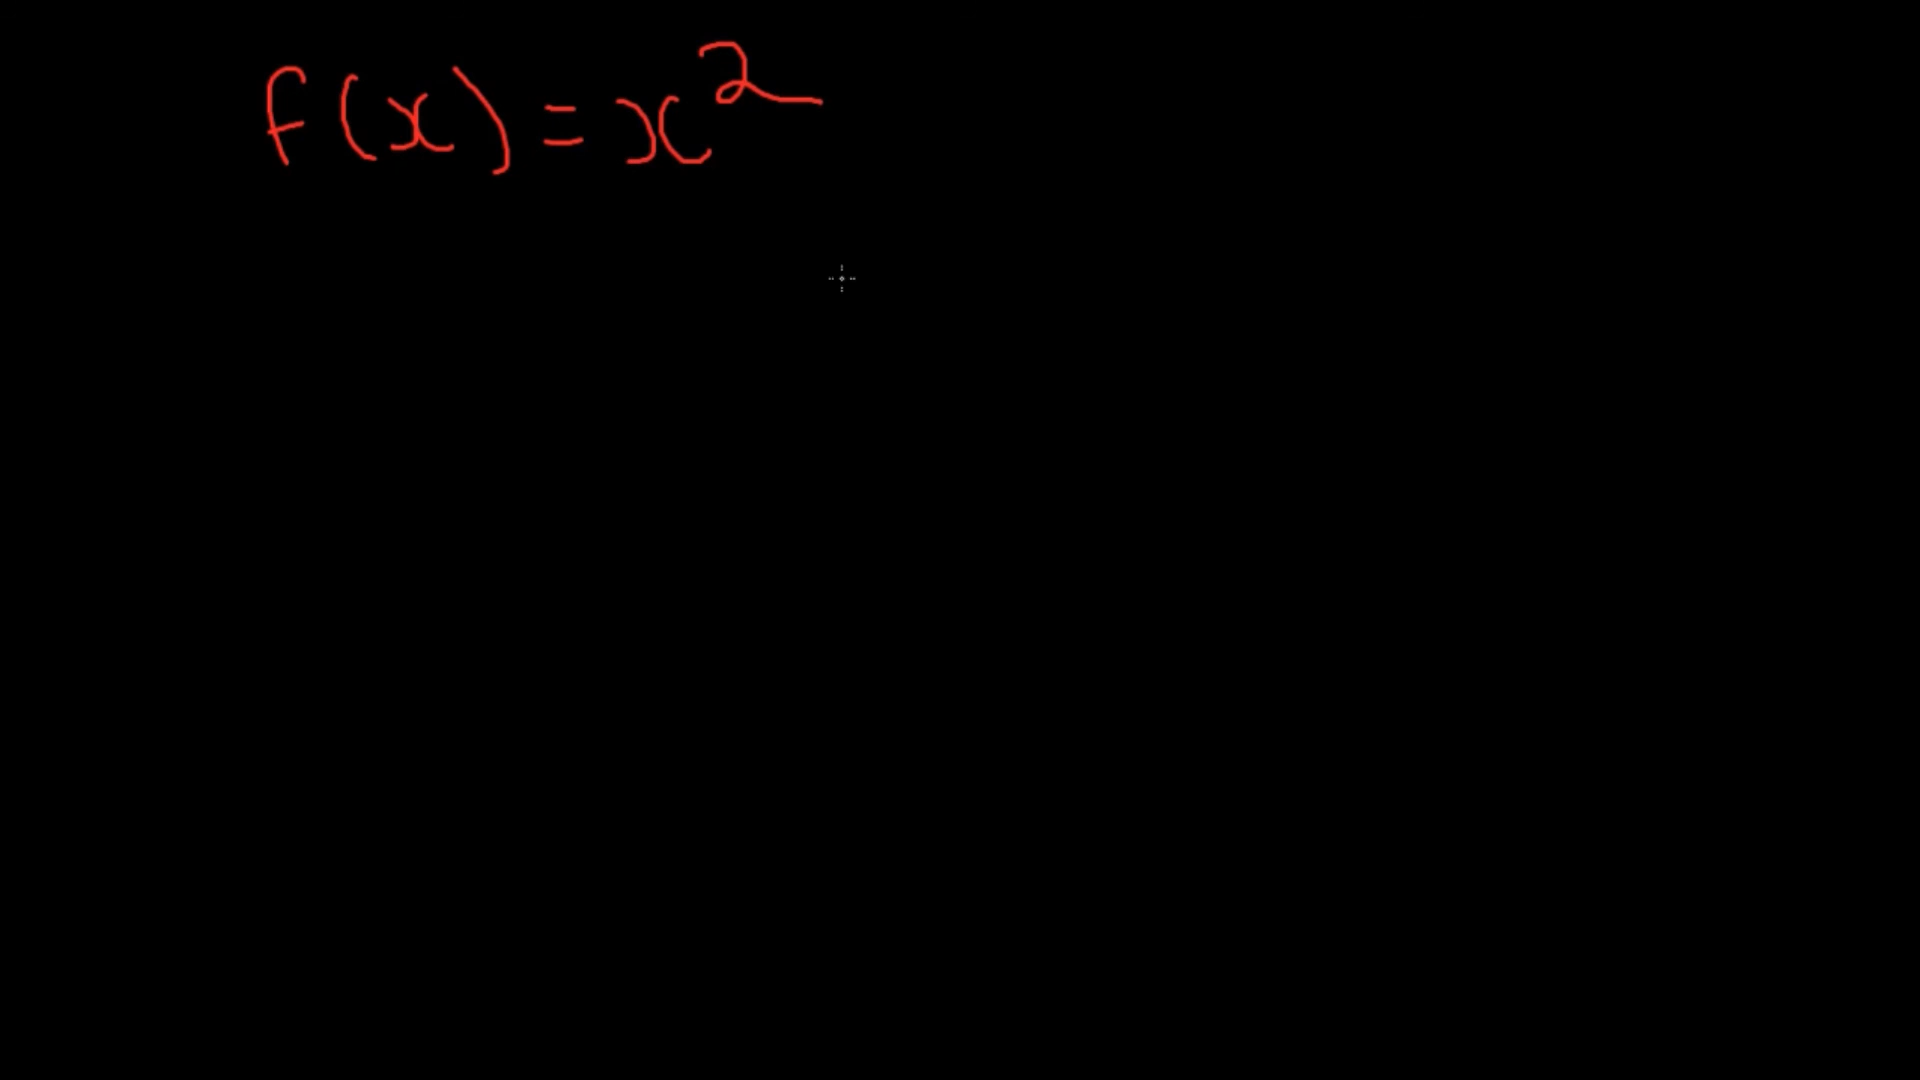 f(x) = x²